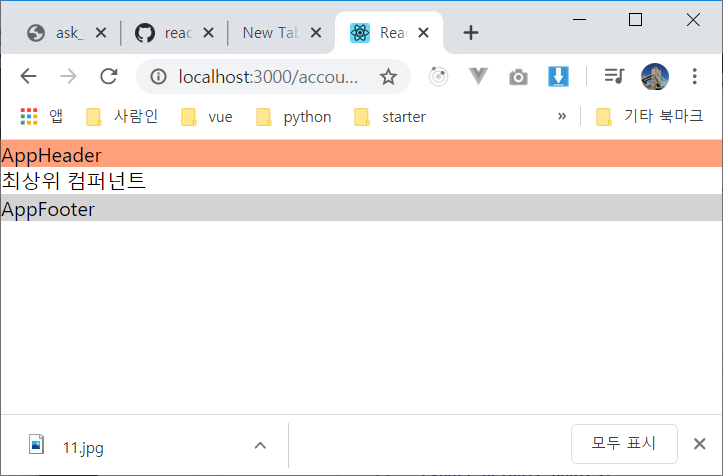 ask_ reac New Tab Reac
localhost:3000/accou...
앱 사람인 vue python starter » 기타 북마크
AppHeader
최상위 컴퍼넌트
AppFooter
11.jpg 모두 표시